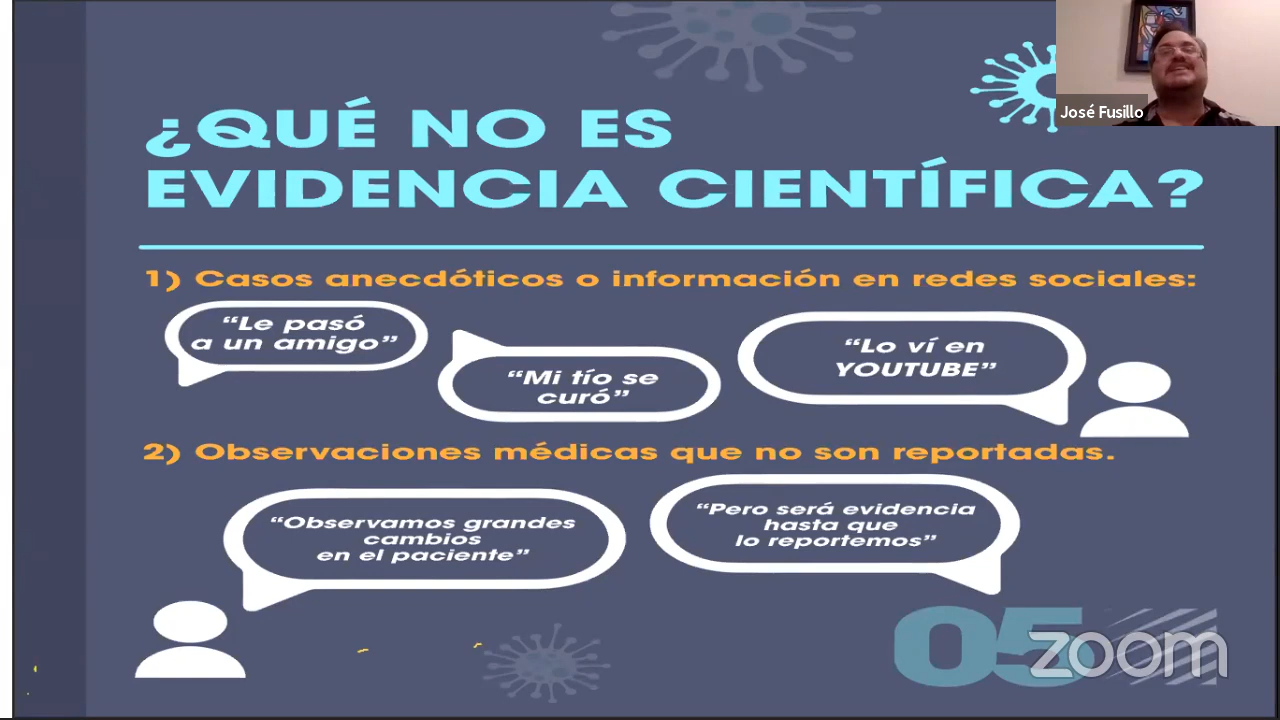 José Fusillo
¿QUÉ NO ES
EVIDENCIA CIENTÍFICA?
1) Casos anecdóticos o información en redes sociales:
“Le pasó
a un amigo”
“Mi tío se
curó”
“Lo ví en
YOUTUBE”
2) Observaciones médicas que no son reportadas.
“Observamos grandes
cambios
en el paciente”
“Pero será evidencia
hasta que
lo reportemos”
05
zoom